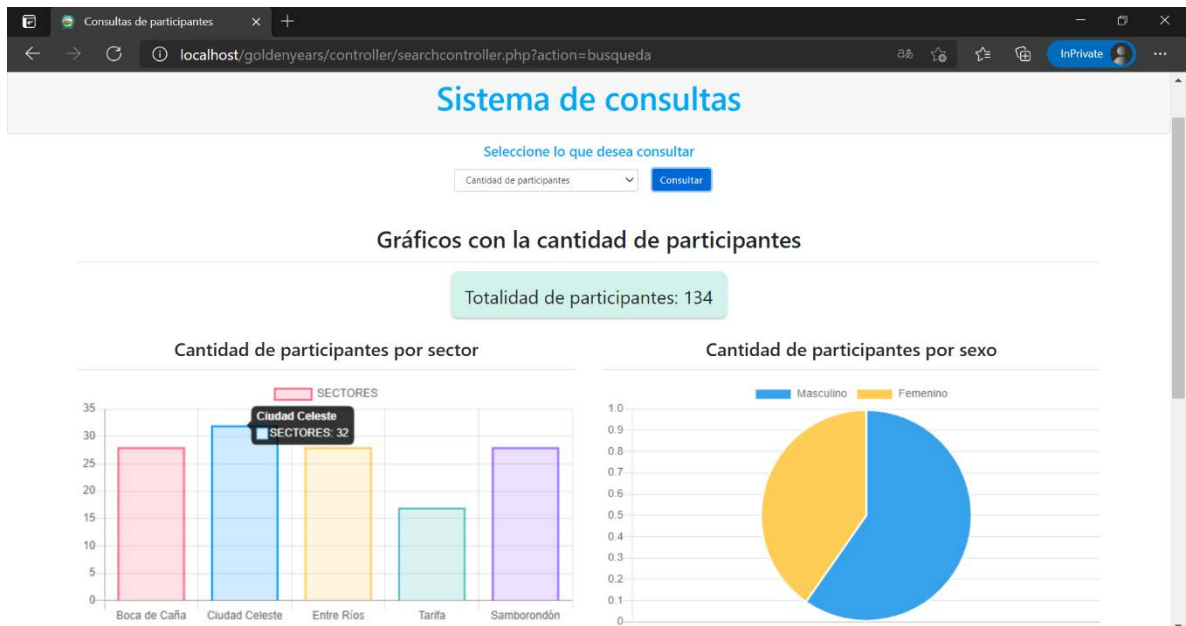 Consultas de participantes
localhost/goldenyears/controller/searchcontroller.php?action=busqueda
InPrivate
Sistema de consultas
Seleccione lo que desea consultar
Cantidad de participantes
Consultar
Gráficos con la cantidad de participantes
Totalidad de participantes: 134
Cantidad de participantes por sector
SECTORES
35
30
25
20
15
10
5
0
Ciudad Celeste
SECTORES: 32
Boca de Caña Ciudad Celeste Entre Ríos Tarifa Samborondón
Cantidad de participantes por sexo
Masculino Femenino
1.0
0.9
0.8
0.7
0.6
0.5
0.4
0.3
0.2
0.1
0